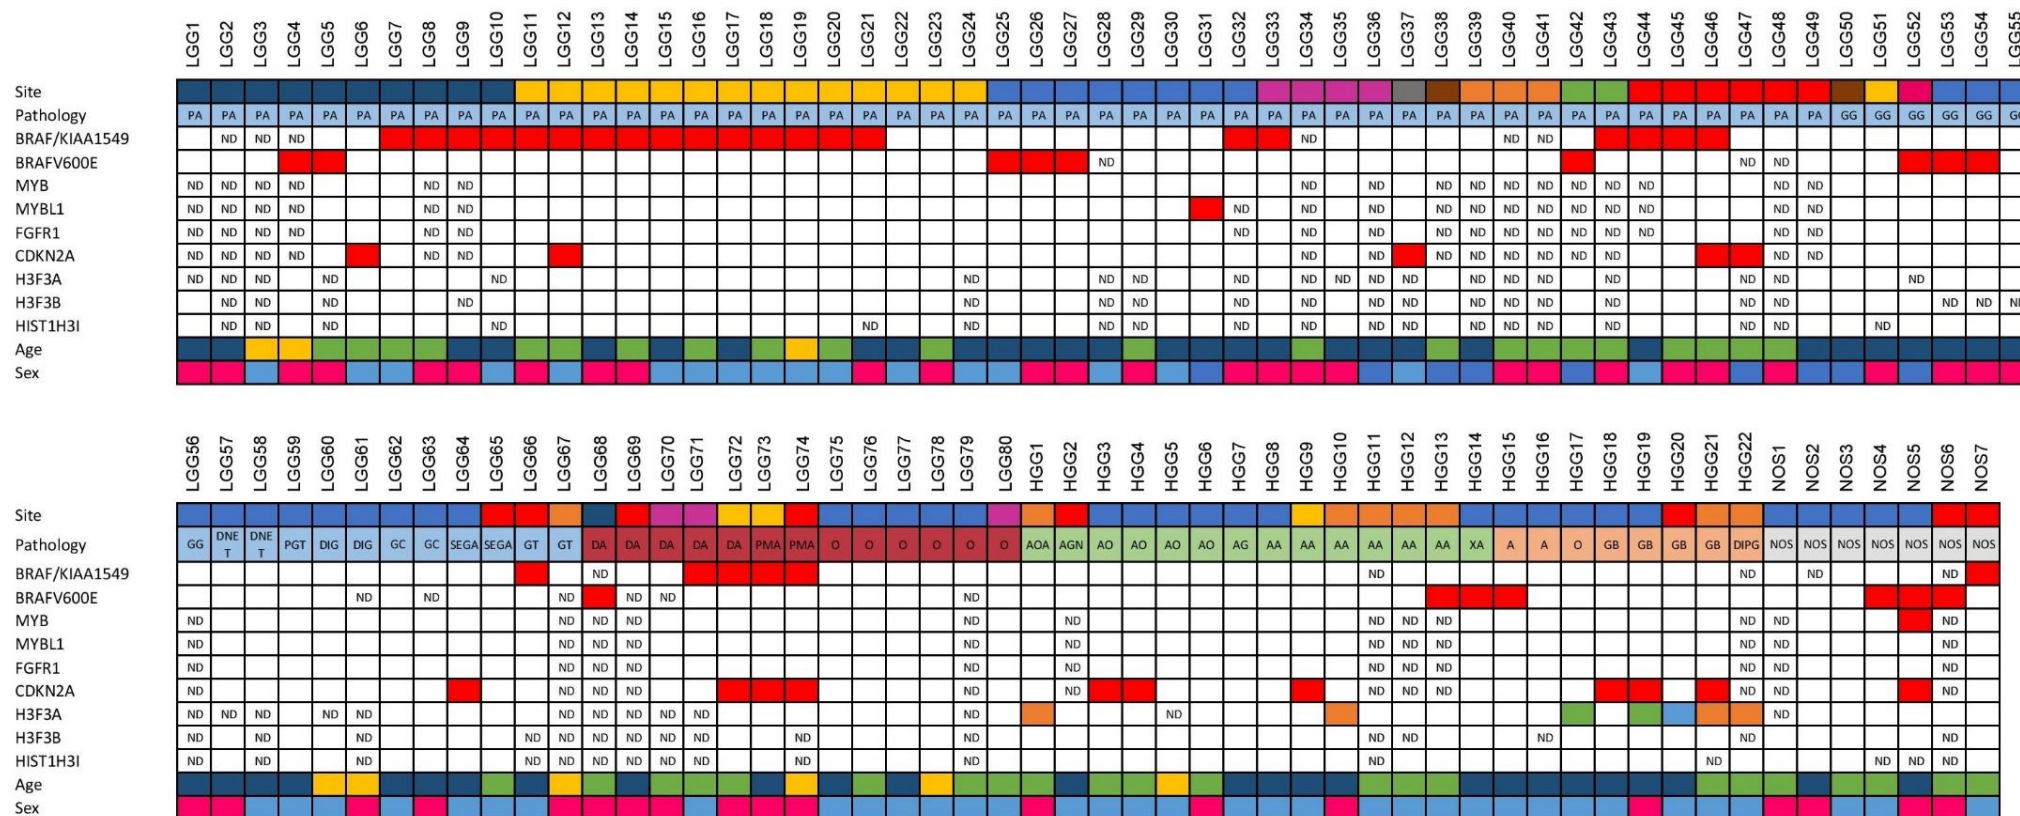 LGG1 LGG2 LGG3 LGG4 LGG5 LGG6 LGG7 LGG8 LGG9 LGG10 LGG11 LGG12 LGG13 LGG14 LGG15 LGG16 LGG17 LGG18 LGG19 LGG20 LGG21 LGG22 LGG23 LGG24 LGG25 LGG26 LGG27 LGG28 LGG29 LGG30 LGG31 LGG32 LGG33 LGG34 LGG35 LGG36 LGG37 LGG38 LGG39 LGG40 LGG41 LGG42 LGG43 LGG44 LGG45 LGG46 LGG47 LGG48 LGG49 LGG50 LGG51 LGG52 LGG53 LGG54 LGG55
Site
Pathology PA PA PA PA PA PA PA PA PA PA PA PA PA PA PA PA PA PA PA PA PA PA PA PA PA PA PA PA PA PA PA PA PA PA PA PA PA PA PA PA PA PA PA PA PA PA PA PA PA GG GG GG GG GG
BRAF/KIAA1549 ND ND ND ND ND ND
BRAFV600E ND ND ND
MYB ND ND ND ND ND ND ND ND ND ND ND ND ND ND ND ND ND
MYBL1 ND ND ND ND ND ND ND ND ND ND ND ND ND ND ND ND ND ND
FGFR1 ND ND ND ND ND ND ND ND ND ND ND ND ND ND ND ND ND ND
CDKN2A ND ND ND ND ND ND ND ND ND ND ND ND ND ND ND ND
H3F3A ND ND ND ND ND ND ND ND ND ND ND ND ND ND ND ND ND ND ND ND
H3F3B ND ND ND ND ND ND ND ND ND ND ND ND ND ND ND ND ND ND ND
HIST1H3I ND ND ND ND ND ND ND ND ND ND ND ND ND ND ND ND ND ND ND
Age
Sex
LGG56 LGG57 LGG58 LGG59 LGG60 LGG61 LGG62 LGG63 LGG64 LGG65 LGG66 LGG67 LGG68 LGG69 LGG70 LGG71 LGG72 LGG73 LGG74 LGG75 LGG76 LGG77 LGG78 LGG79 LGG80 HGG1 HGG2 HGG3 HGG4 HGG5 HGG6 HGG7 HGG8 HGG9 HGG10 HGG11 HGG12 HGG13 HGG14 HGG15 HGG16 HGG17 HGG18 HGG19 HGG20 HGG21 HGG22 NOS1 NOS2 NOS3 NOS4 NOS5 NOS6 NOS7
Site
Pathology GG DNET DNET PGT DIG DIG GC GC SEGA SEGA GT GT DA DA DA DA DA PMA PMA O O O O O O AOA AGN AO AO AO AO AG AA AA AA AA AA AA XA A A O GB GB GB GB DIPG NOS NOS NOS NOS NOS NOS NOS
BRAF/KIAA1549 ND ND ND ND ND
BRAFV600E ND ND ND ND ND ND
MYB ND ND ND ND ND ND ND ND ND ND ND ND
MYBL1 ND ND ND ND ND ND ND ND ND ND ND ND
FGFR1 ND ND ND ND ND ND ND ND ND ND ND ND
CDKN2A ND ND ND ND ND ND ND ND ND ND ND ND
H3F3A ND ND ND ND ND ND ND ND ND ND ND ND ND
H3F3B ND ND ND ND ND ND ND ND ND ND ND ND ND ND ND ND
HIST1H3I ND ND ND ND ND ND ND ND ND ND ND ND ND ND ND ND
Age
Sex